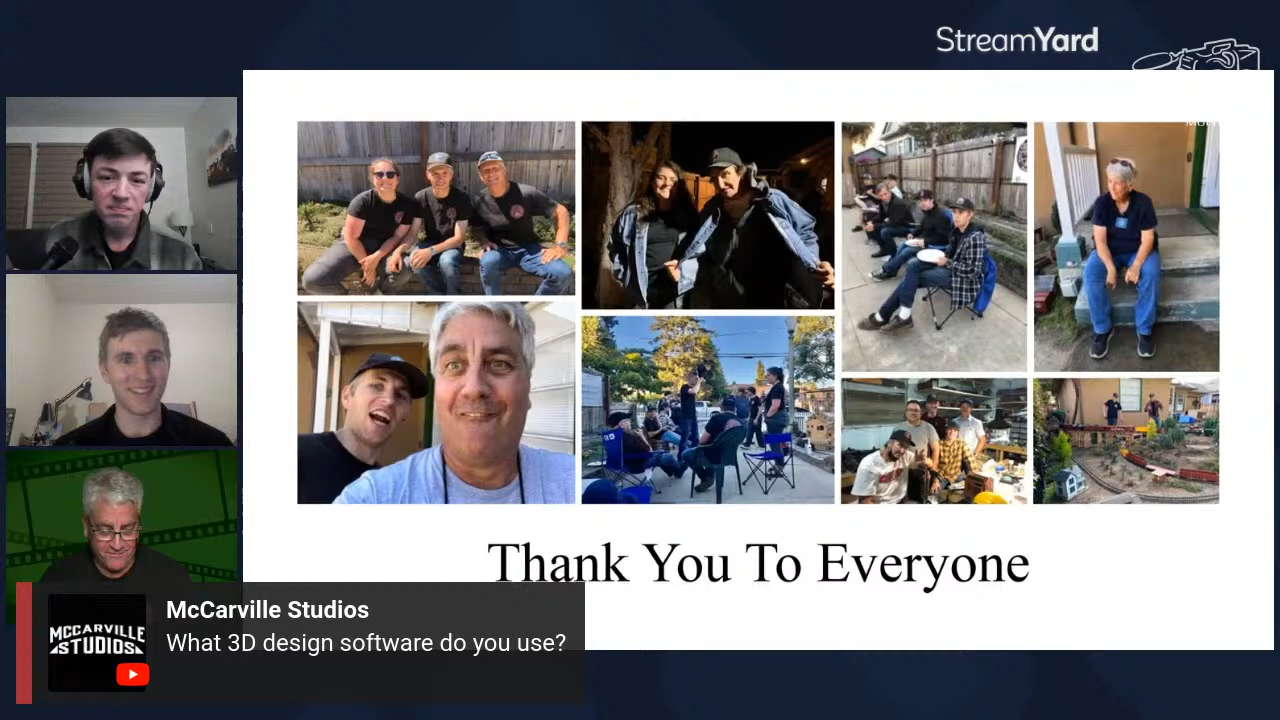 StreamYard
Thank You To Everyone
McCarville Studios
What 3D design software do you use?
MCCARVILLE
STUDIOS